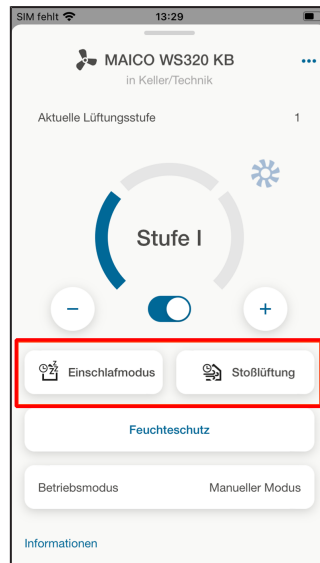 SIM fehlt 13:29
MAICO WS320 KB
in Keller/Technik
Aktuelle Lüftungsstufe 1
Stufe I
− +
Einschlafmodus Stoßlüftung
Feuchteschutz
Betriebsmodus Manueller Modus
Informationen